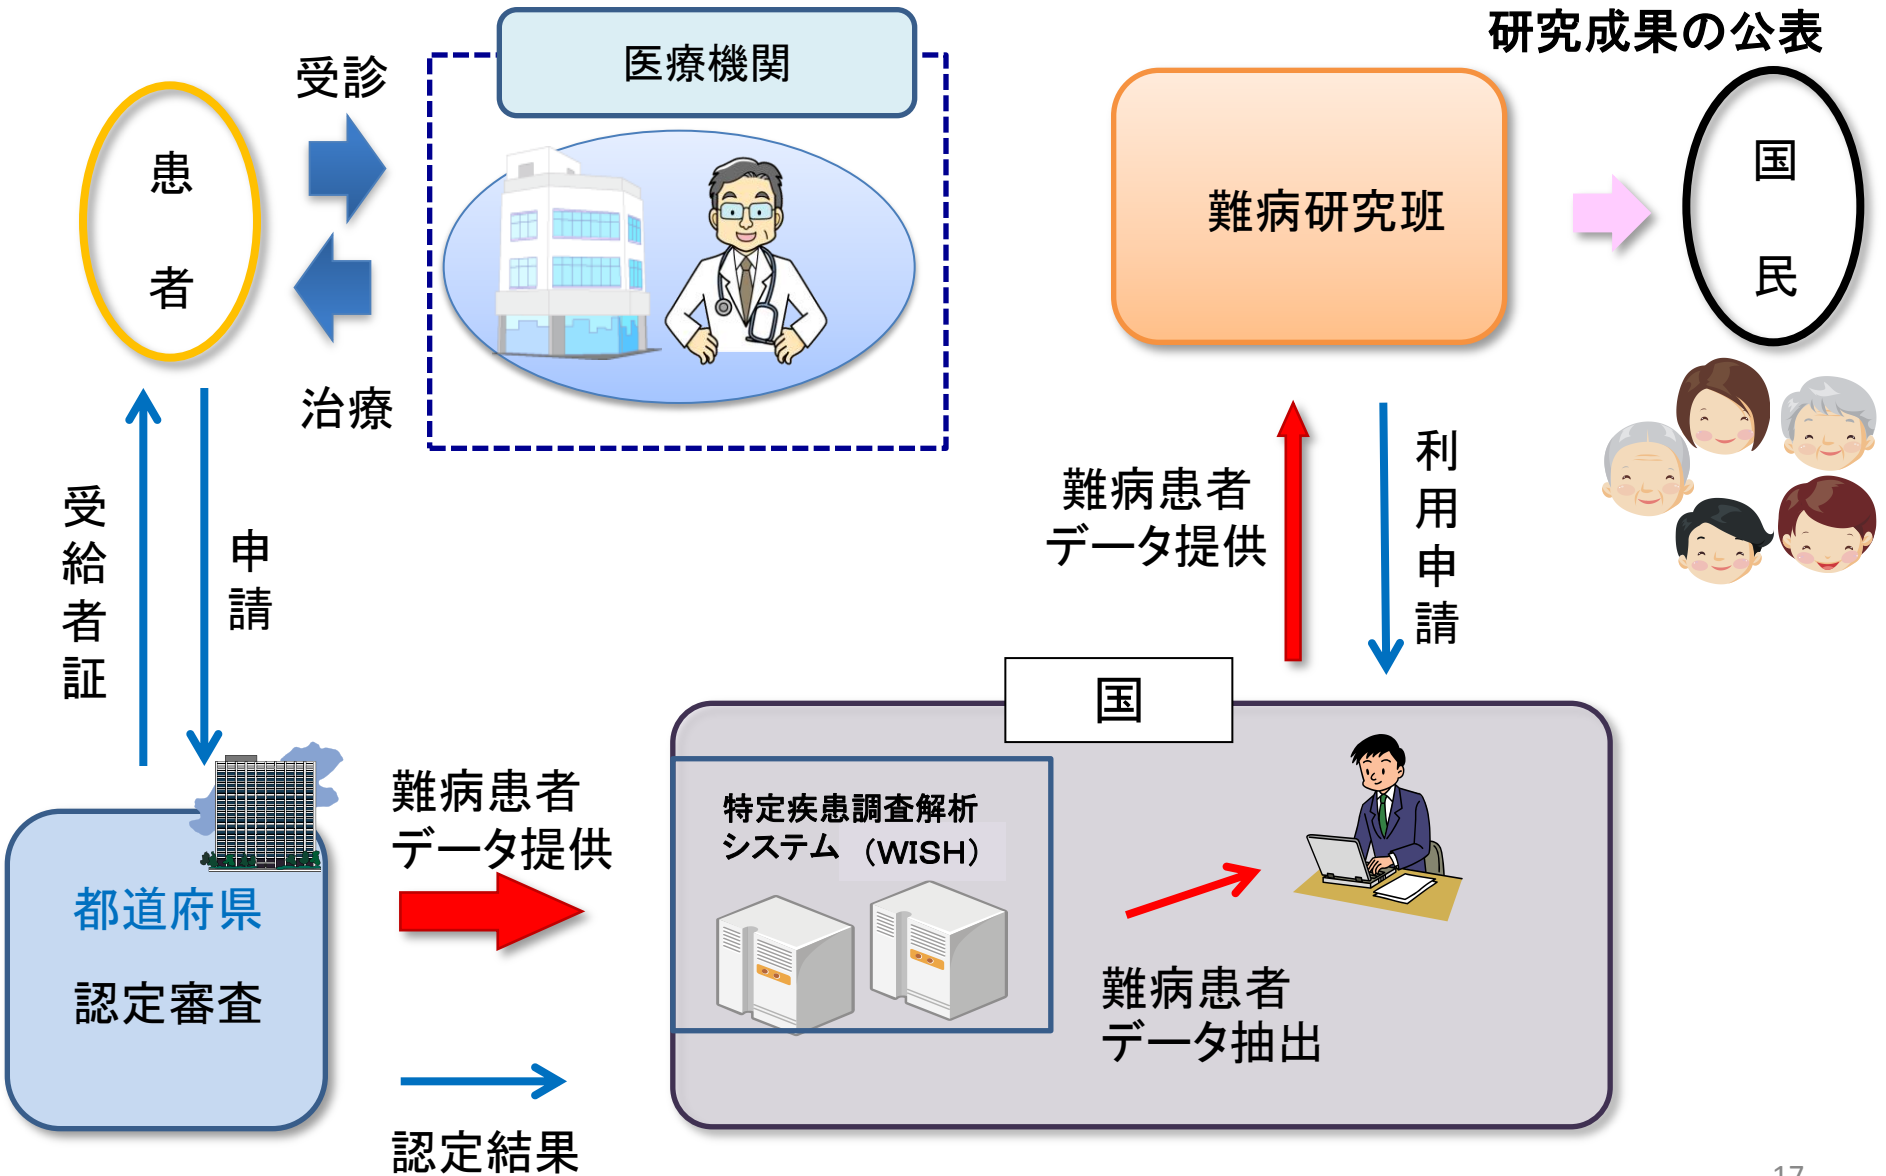 研究成果の公表
医療機関
受診
患者
国民
難病研究班
治療
受給者証
申請
難病患者
データ提供
利用申請
国
難病患者
データ提供
特定疾患調査解析
システム （WISH）
都道府県
認定審査
難病患者
データ抽出
認定結果
17